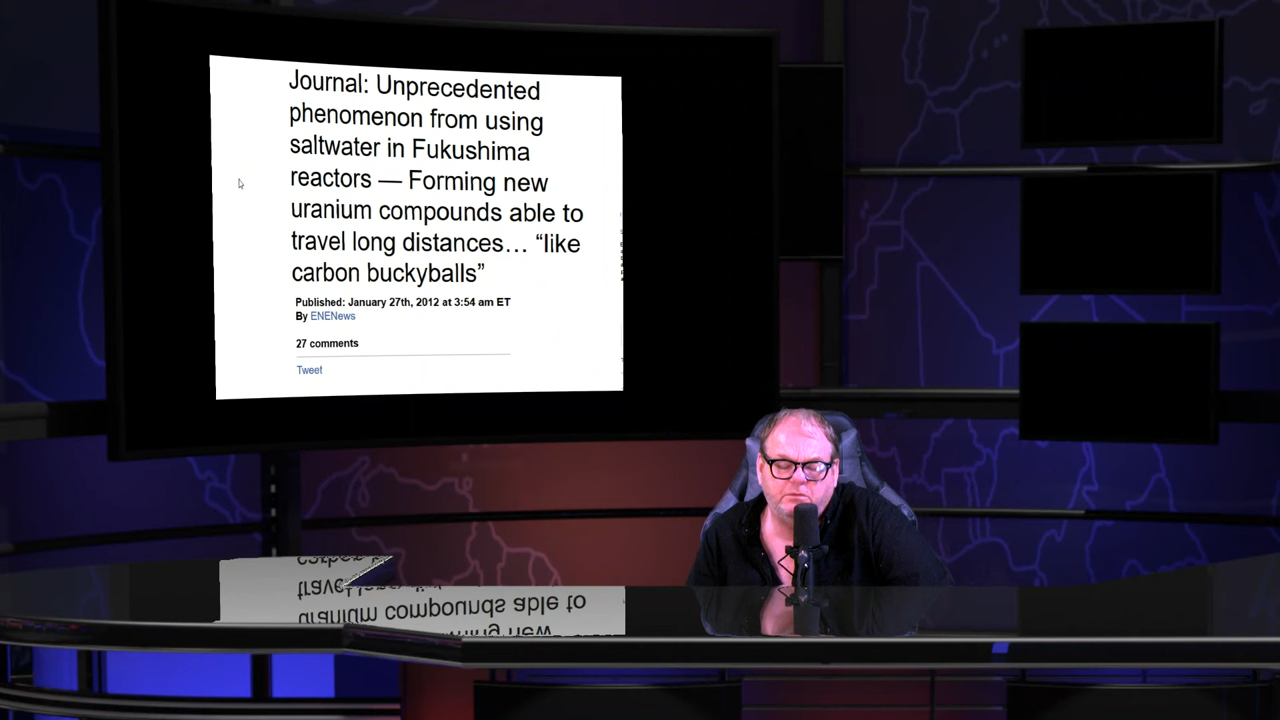 Journal: Unprecedented
phenomenon from using
saltwater in Fukushima
reactors — Forming new
uranium compounds able to
travel long distances… “like
carbon buckyballs”
Published: January 27th, 2012 at 3:54 am ET
By ENENews
27 comments
Tweet